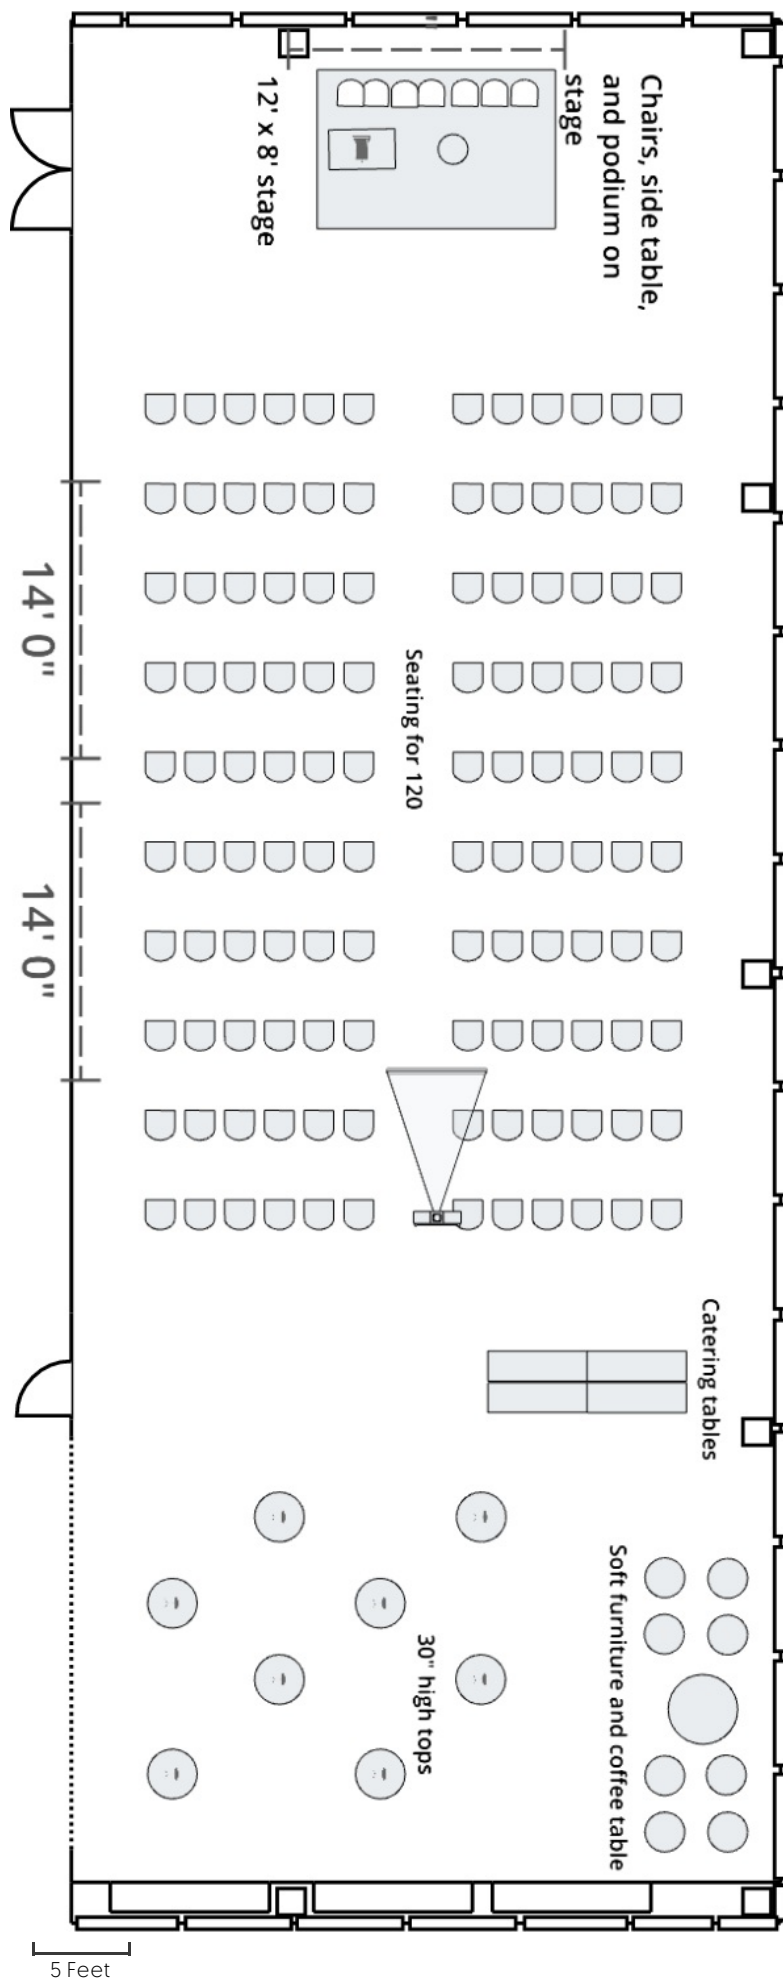 Chairs, side table,
and podium on
stage
12' x 8' stage
14' 0"
Seating for 120
14' 0"
Catering tables
Soft furniture and coffee table
30" high tops
5 Feet